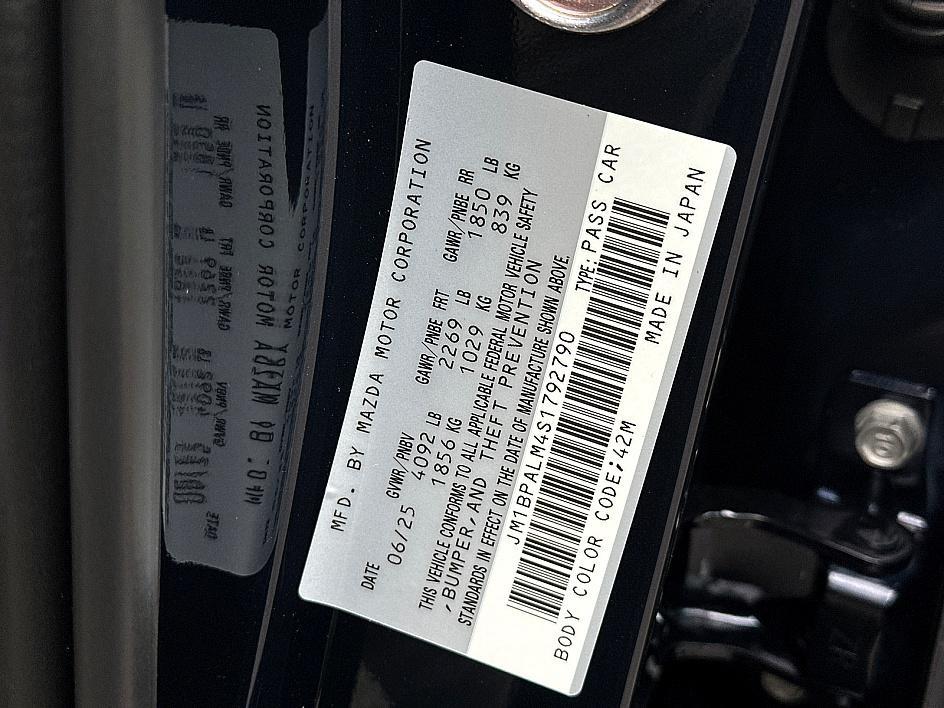 MFD. BY MAZDA MOTOR CORPORATION
DATE GVWR/PNBV GAWR/PNBE FRT GAWR/PNBE RR
06/25 4092 LB 2269 LB 1850 LB
1856 KG 1029 KG 839 KG
THIS VEHICLE CONFORMS TO ALL APPLICABLE FEDERAL MOTOR VEHICLE SAFETY
,BUMPER,AND THEFT PREVENTION
STANDARDS IN EFFECT ON THE DATE OF MANUFACTURE SHOWN ABOVE.
JM1BPALM4S1792790 TYPE:PASS CAR
BODY COLOR CODE:42M MADE IN JAPAN